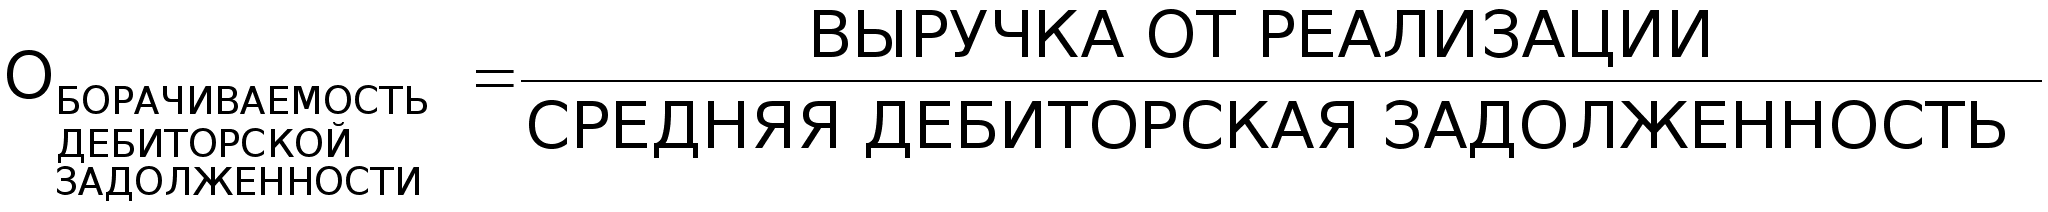 ВЫРУЧКА ОТ РЕАЛИЗАЦИИ
ОБОРАЧИВАЕМОСТЬ
ДЕБИТОРСКОЙ
ЗАДОЛЖЕННОСТИ
=
СРЕДНЯЯ ДЕБИТОРСКАЯ ЗАДОЛЖЕННОСТЬ